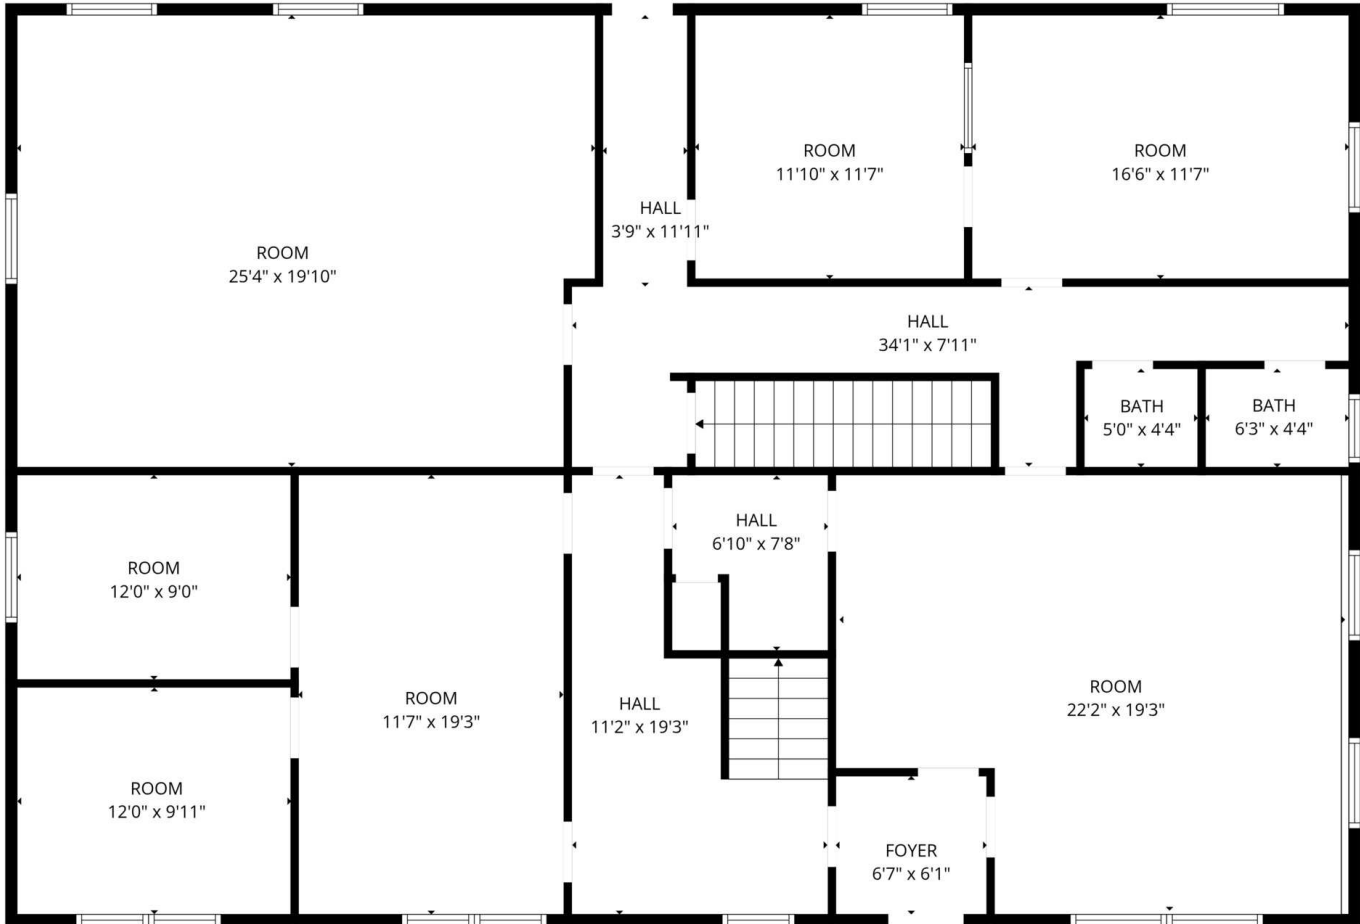 ROOM
11'10" x 11'7"
ROOM
16'6" x 11'7"
HALL
3'9" x 11'11"
ROOM
25'4" x 19'10"
HALL
34'1" x 7'11"
BATH
5'0" x 4'4"
BATH
6'3" x 4'4"
HALL
6'10" x 7'8"
ROOM
12'0" x 9'0"
ROOM
11'7" x 19'3"
HALL
11'2" x 19'3"
ROOM
22'2" x 19'3"
ROOM
12'0" x 9'11"
FOYER
6'7" x 6'1"